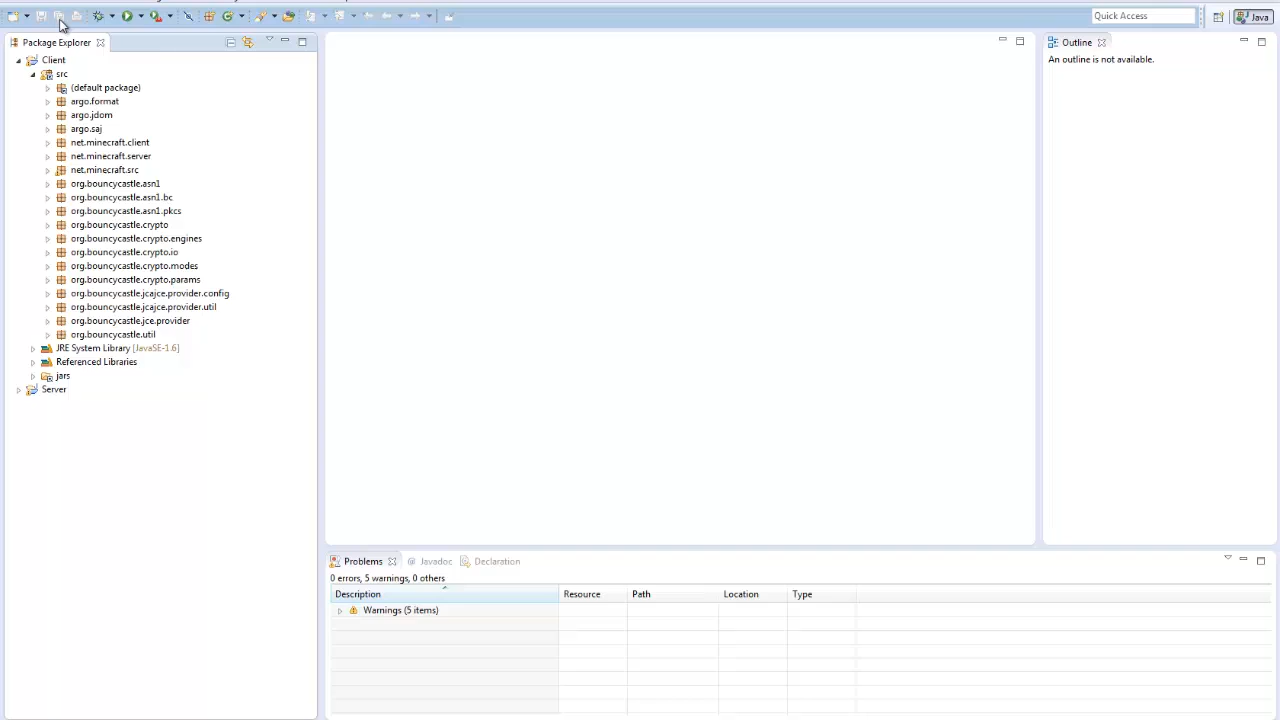 Quick Access
Java
Package Explorer
Client
src
(default package)
argo.format
argo.jdom
argo.saj
net.minecraft.client
net.minecraft.server
net.minecraft.src
org.bouncycastle.asn1
org.bouncycastle.asn1.bc
org.bouncycastle.asn1.pkcs
org.bouncycastle.crypto
org.bouncycastle.crypto.engines
org.bouncycastle.crypto.io
org.bouncycastle.crypto.modes
org.bouncycastle.crypto.params
org.bouncycastle.jcajce.provider.config
org.bouncycastle.jcajce.provider.util
org.bouncycastle.jce.provider
org.bouncycastle.util
JRE System Library [JavaSE-1.6]
Referenced Libraries
jars
Server
Outline
An outline is not available.
Problems @ Javadoc Declaration
0 errors, 5 warnings, 0 others
Description Resource Path Location Type
Warnings (5 items)